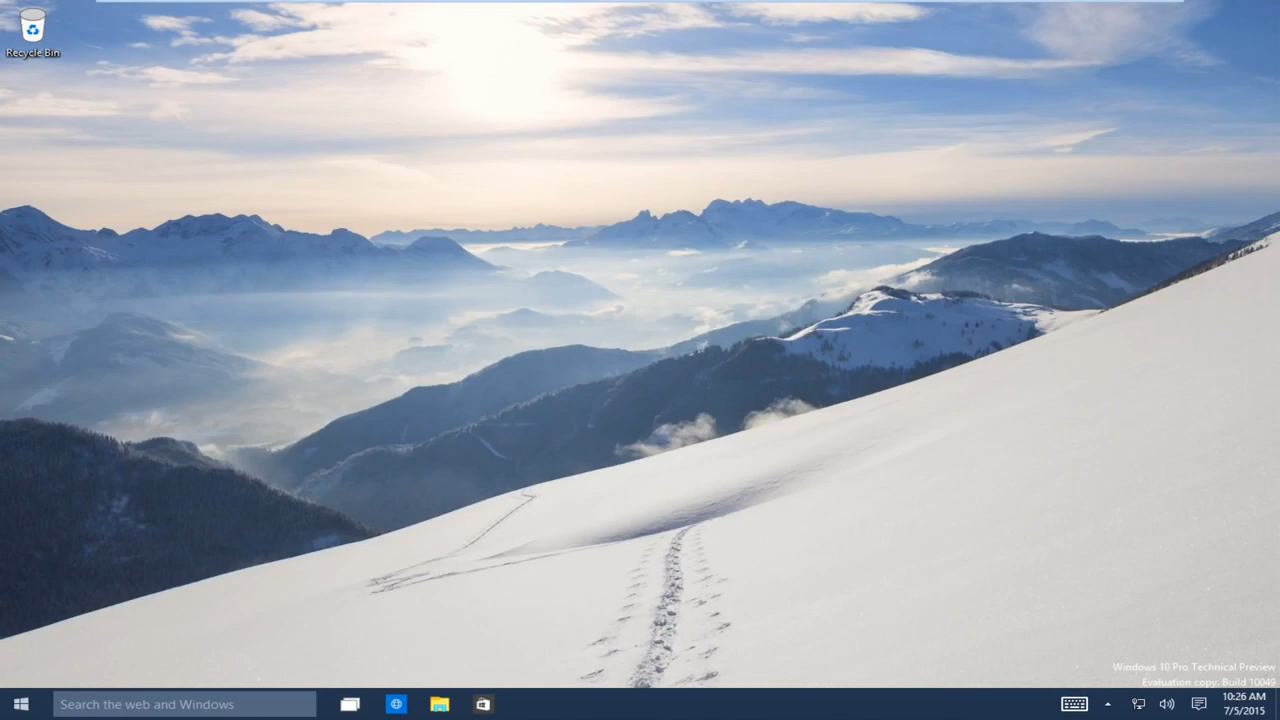 Recycle Bin
Windows 10 Pro Technical Preview
Evaluation copy. Build 10049
Search the web and Windows
10:26 AM
7/5/2015